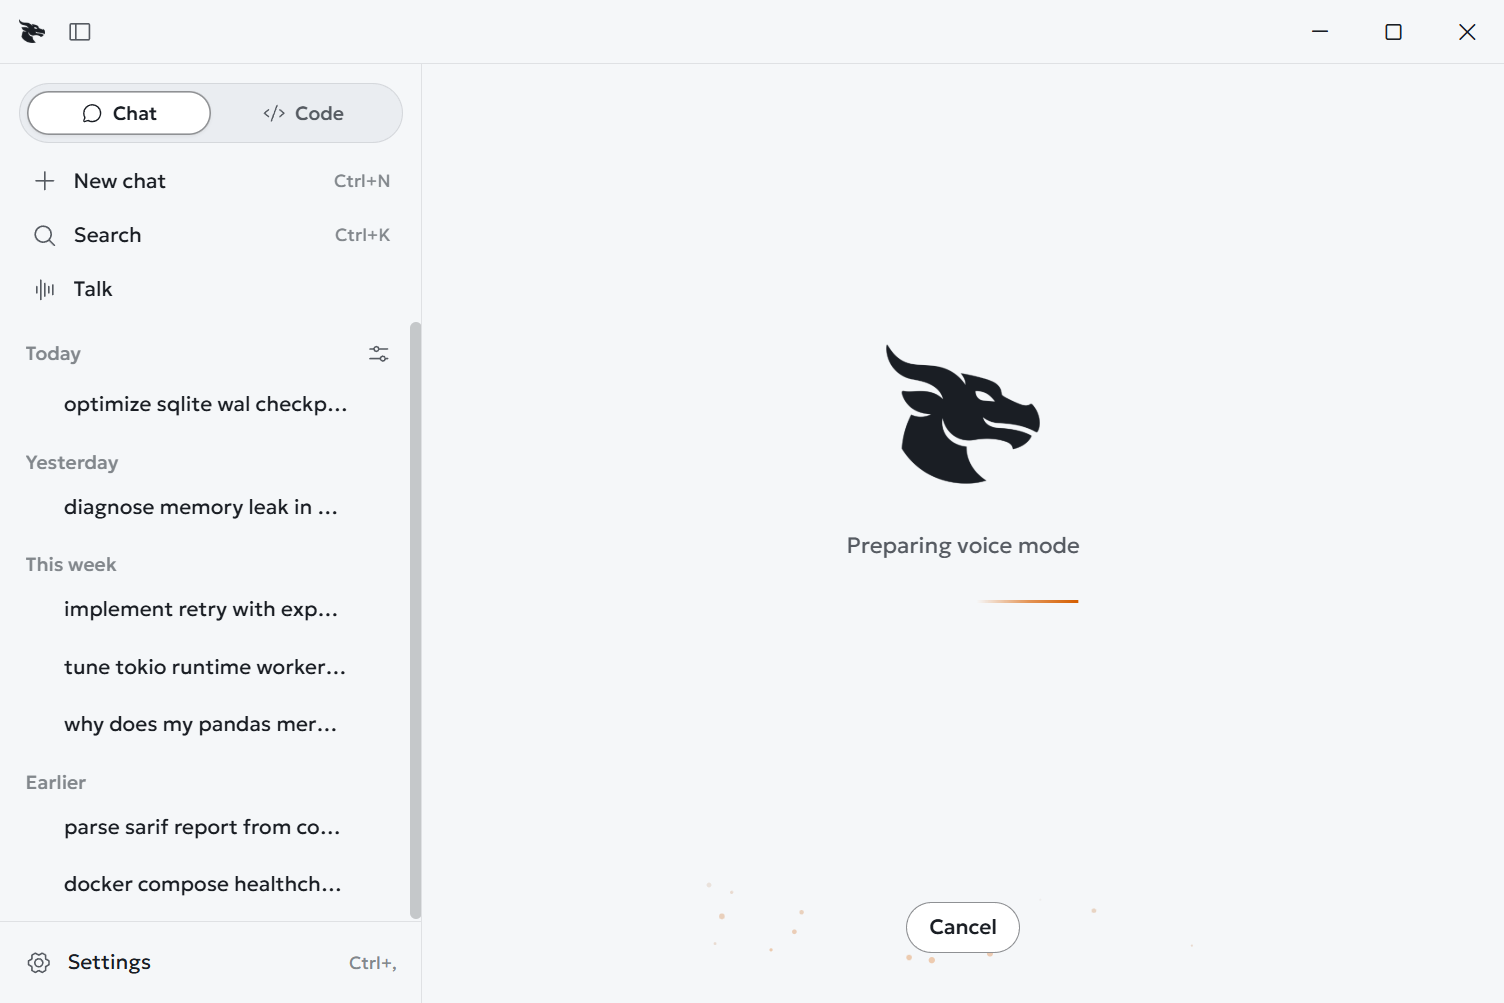 Chat
Code
New chat Ctrl+N
Search Ctrl+K
Talk
Today
optimize sqlite wal checkp...
Yesterday
diagnose memory leak in ...
This week
implement retry with exp...
tune tokio runtime worker...
why does my pandas mer...
Earlier
parse sarif report from co...
docker compose healthch...
Settings Ctrl+,
Preparing voice mode
Cancel